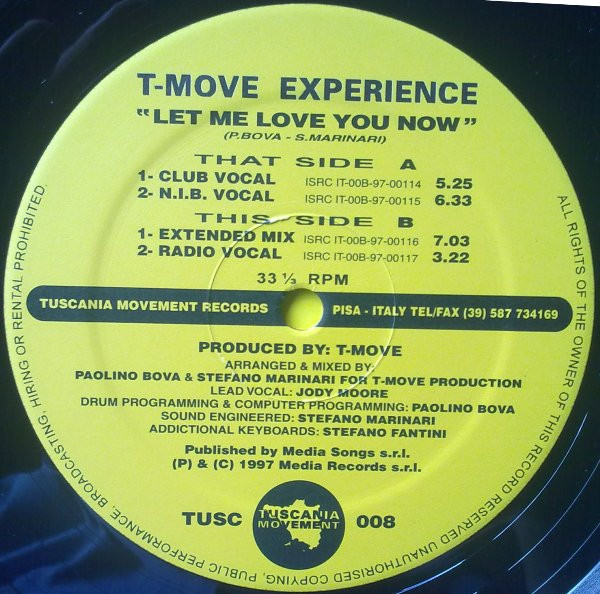 T-MOVE EXPERIENCE
"LET ME LOVE YOU NOW"
(P.BOVA - S.MARINARI)
THAT SIDE A
1- CLUB VOCAL ISRC IT-00B-97-00114 5.25
2- N.I.B. VOCAL ISRC IT-00B-97-00115 6.33
THIS SIDE B
1- EXTENDED MIX ISRC IT-00B-97-00116 7.03
2- RADIO VOCAL ISRC IT-00B-97-00117 3.22
33 ⅓ RPM
TUSCANIA MOVEMENT RECORDS PISA - ITALY TEL/FAX (39) 587 734169
PRODUCED BY: T-MOVE
ARRANGED & MIXED BY:
PAOLINO BOVA & STEFANO MARINARI FOR T-MOVE PRODUCTION
LEAD VOCAL: JODY MOORE
DRUM PROGRAMMING & COMPUTER PROGRAMMING: PAOLINO BOVA
SOUND ENGINEERED: STEFANO MARINARI
ADDICTIONAL KEYBOARDS: STEFANO FANTINI
Published by Media Songs s.r.l.
(P) & (C) 1997 Media Records s.r.l.
TUSC TUSCANIA MOVEMENT 008
ALL RIGHTS OF THE OWNER OF THIS RECORD RESERVED UNAUTHORISED COPYING, PUBLIC PERFORMANCE, BROADCASTING, HIRING OR RENTAL PROHIBITED.